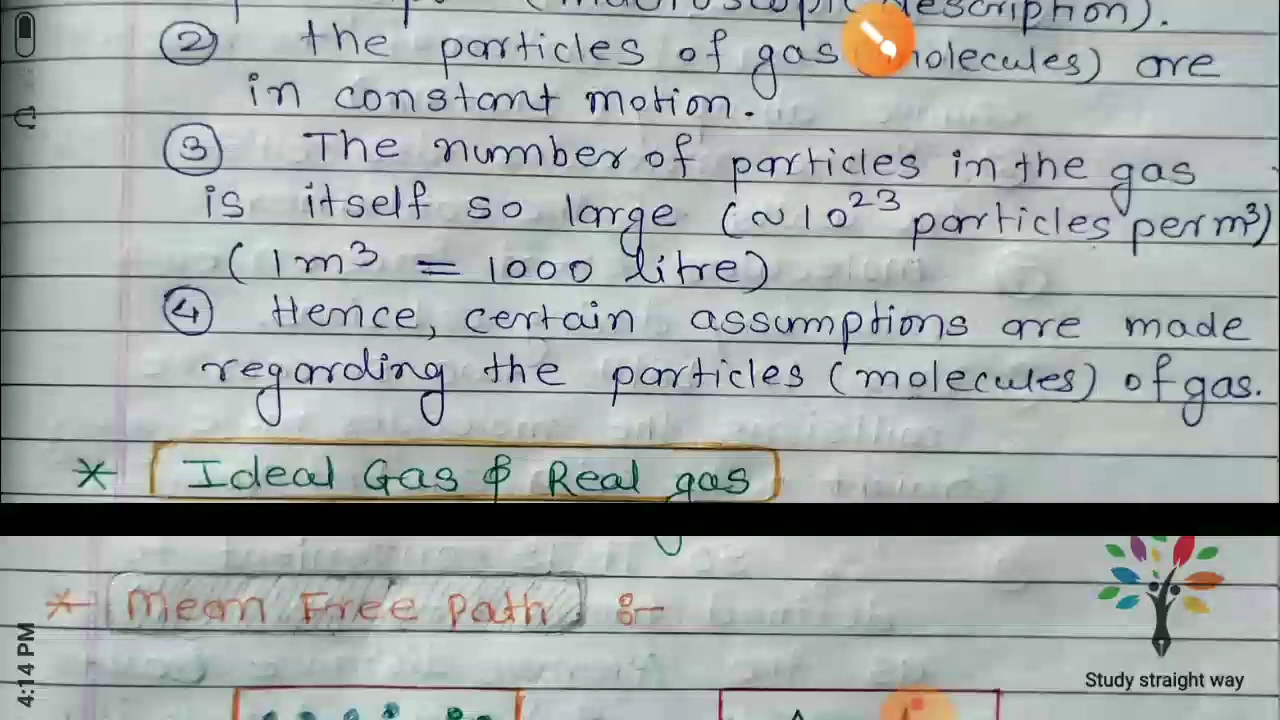 (macroscopic description).
② the particles of gas (molecules) are
in constant motion.
③ The number of particles in the gas
is itself so large (~10²³ particles per m³)
(1m³ = 1000 litre)
④ Hence, certain assumptions are made
regarding the particles (molecules) of gas.
* Ideal Gas & Real gas
* Mean Free Path :-
Study straight way
4:14 PM